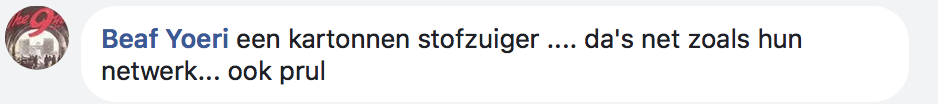 Beaf Yoeri een kartonnen stofzuiger .... da's net zoals hun
netwerk... ook prul